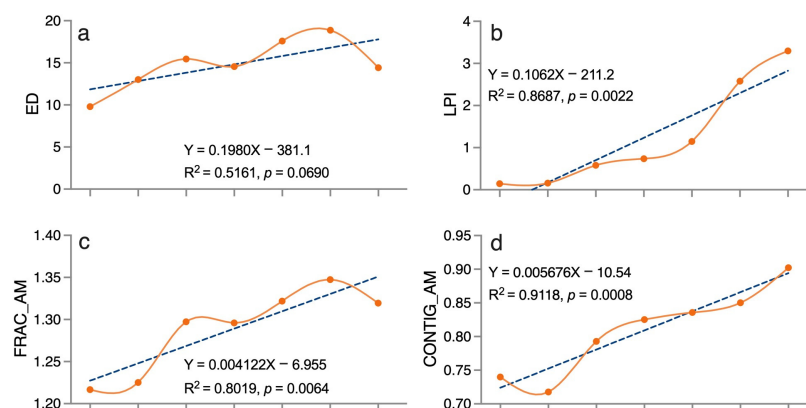 a
20
15
10
5
0
ED
Y = 0.1980X − 381.1
R² = 0.5161, p = 0.0690
b
4
3
2
1
0
LPI
Y = 0.1062X − 211.2
R² = 0.8687, p = 0.0022
c
1.40
1.35
1.30
1.25
1.20
FRAC_AM
Y = 0.004122X − 6.955
R² = 0.8019, p = 0.0064
d
0.95
0.90
0.85
0.80
0.75
0.70
CONTIG_AM
Y = 0.005676X − 10.54
R² = 0.9118, p = 0.0008